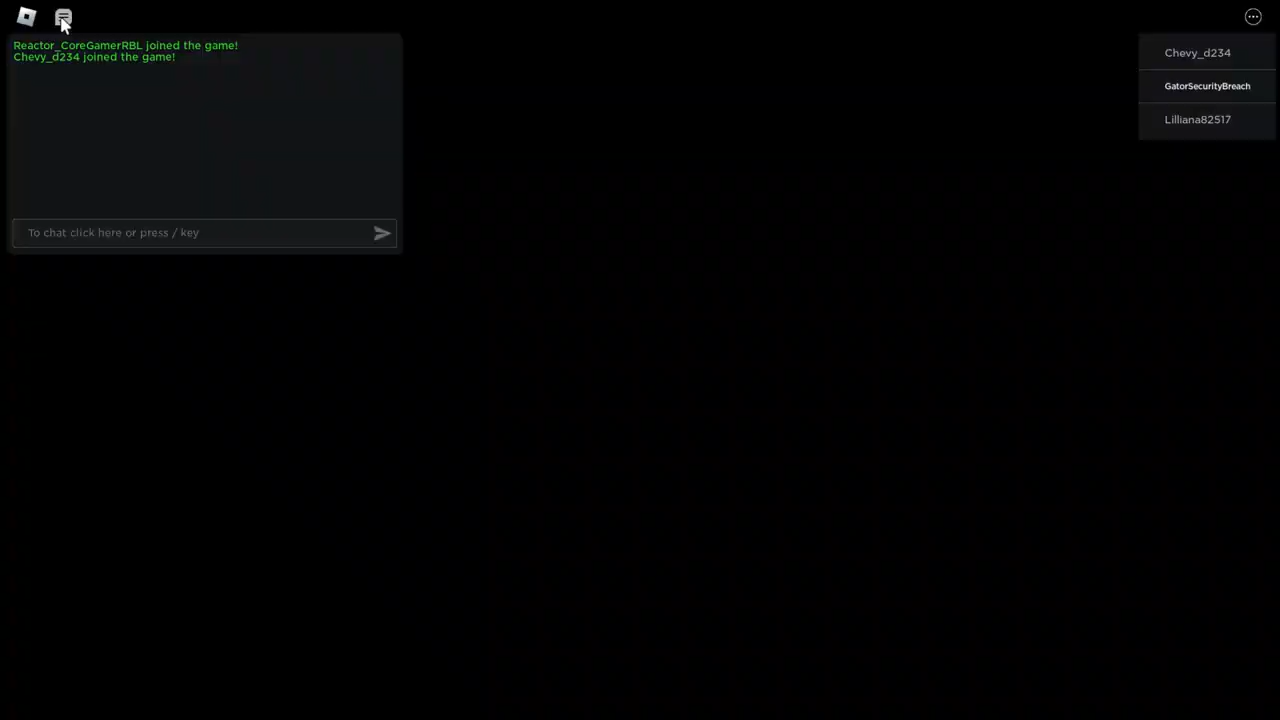 Reactor_CoreGamerRBL joined the game!
Chevy_d234 joined the game!
To chat click here or press / key
Chevy_d234
GatorSecurityBreach
Lilliana82517